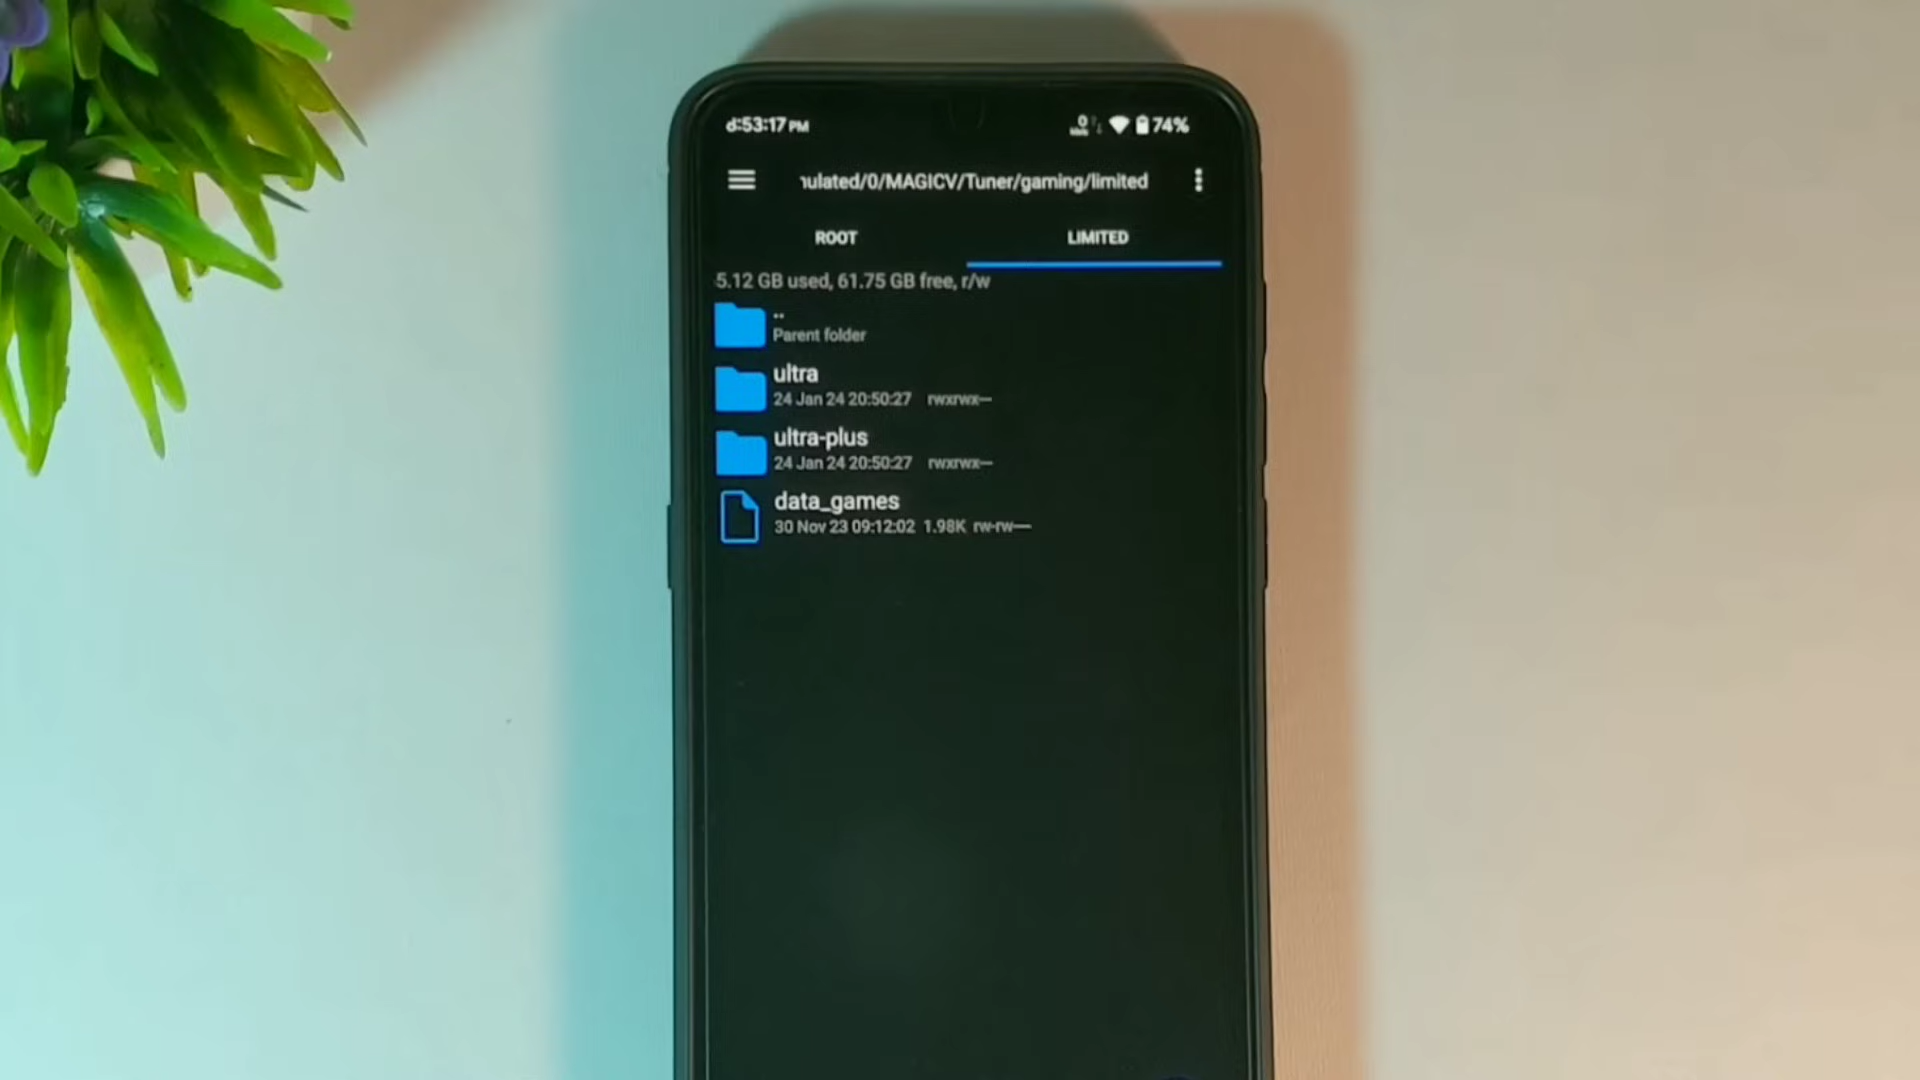 :53:17 PM
74%
ulated/0/MAGICV/Tuner/gaming/limited
ROOT
LIMITED
5.12 GB used, 61.75 GB free, r/w
..
Parent folder
ultra
24 Jan 24 20:50:27 rwxrwx—
ultra-plus
24 Jan 24 20:50:27 rwxrwx—
data_games
30 Nov 23 09:12:02 1.98K rw-rw—